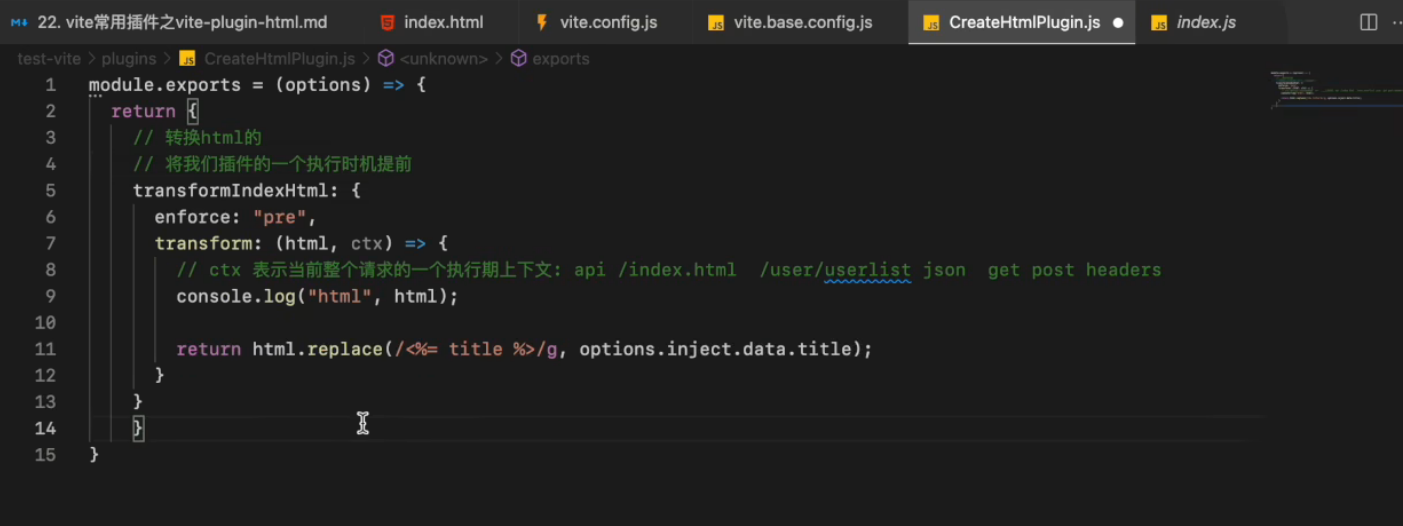 22. vite常用插件之vite-plugin-html.md index.html vite.config.js vite.base.config.js CreateHtmlPlugin.js index.js
test-vite > plugins > CreateHtmlPlugin.js > <unknown> > exports
1 module.exports = (options) => {
2 return {
3 // 转换html的
4 // 将我们插件的一个执行时机提前
5 transformIndexHtml: {
6 enforce: "pre",
7 transform: (html, ctx) => {
8 // ctx 表示当前整个请求的一个执行期上下文: api /index.html /user/userlist json get post headers
9 console.log("html", html);
10
11 return html.replace(/<%= title %>/g, options.inject.data.title);
12 }
13 }
14 }
15 }